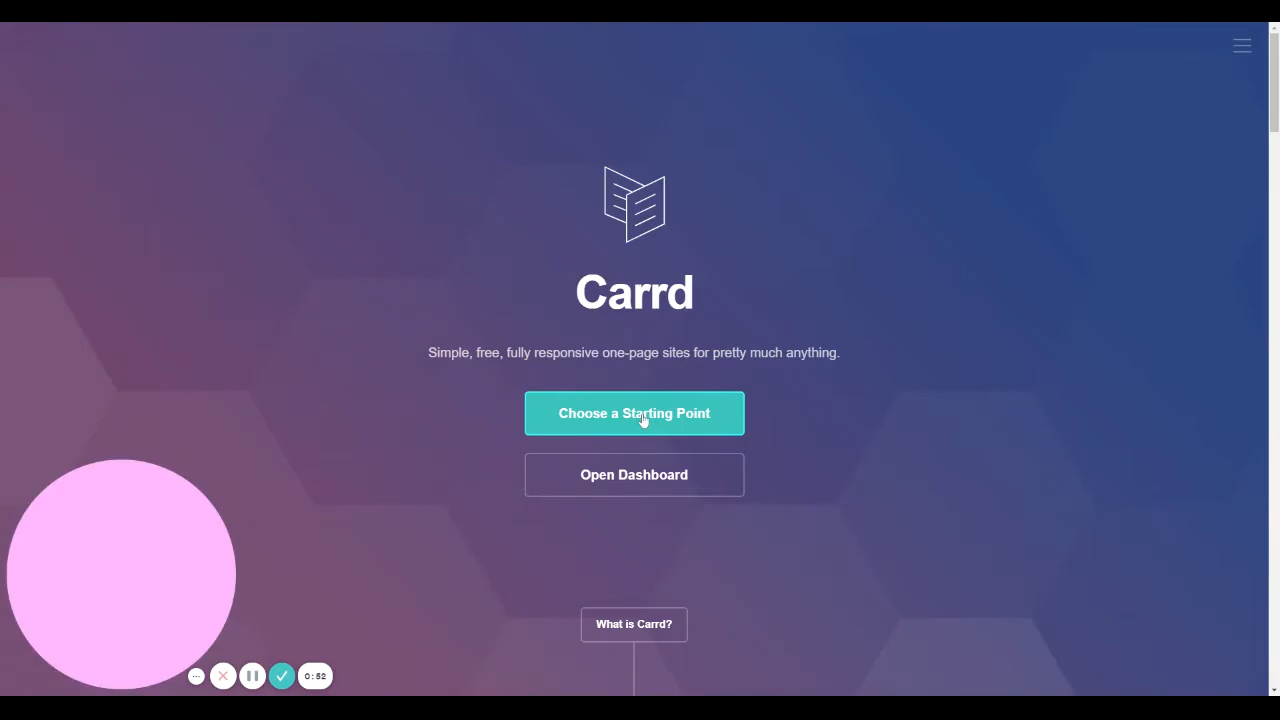 Carrd
Simple, free, fully responsive one-page sites for pretty much anything.
Choose a Starting Point
Open Dashboard
What is Carrd?
0:52